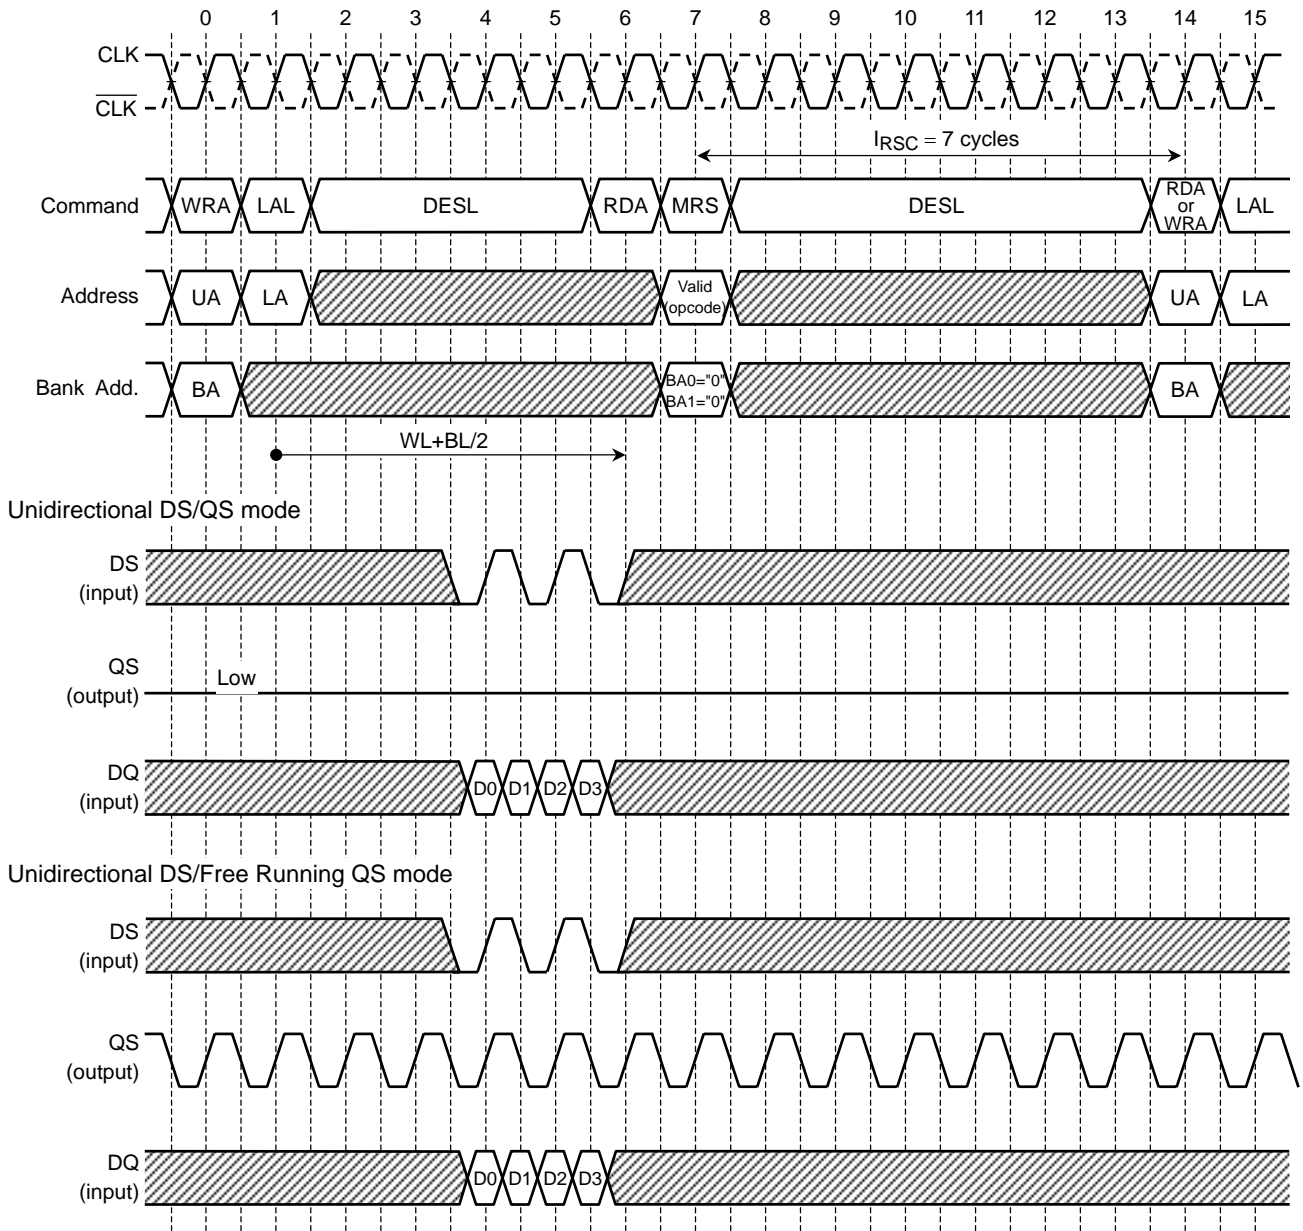 0 1 2 3 4 5 6 7 8 9 10 11 12 13 14 15
CLK
CLK
IRSC = 7 cycles
Command WRA LAL DESL RDA MRS DESL RDA or WRA LAL
Address UA LA Valid (opcode) UA LA
Bank Add. BA BA0="0" BA1="0" BA
WL+BL/2
Unidirectional DS/QS mode
DS
(input)
QS
Low
(output)
DQ
D0 D1 D2 D3
(input)
Unidirectional DS/Free Running QS mode
DS
(input)
QS
(output)
DQ
D0 D1 D2 D3
(input)